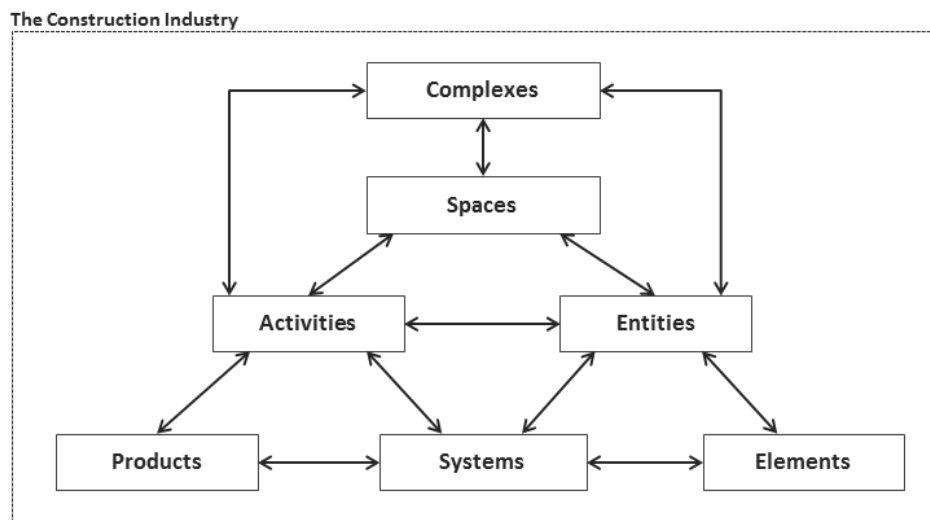 The Construction Industry
Complexes
Spaces
Activities
Entities
Products
Systems
Elements